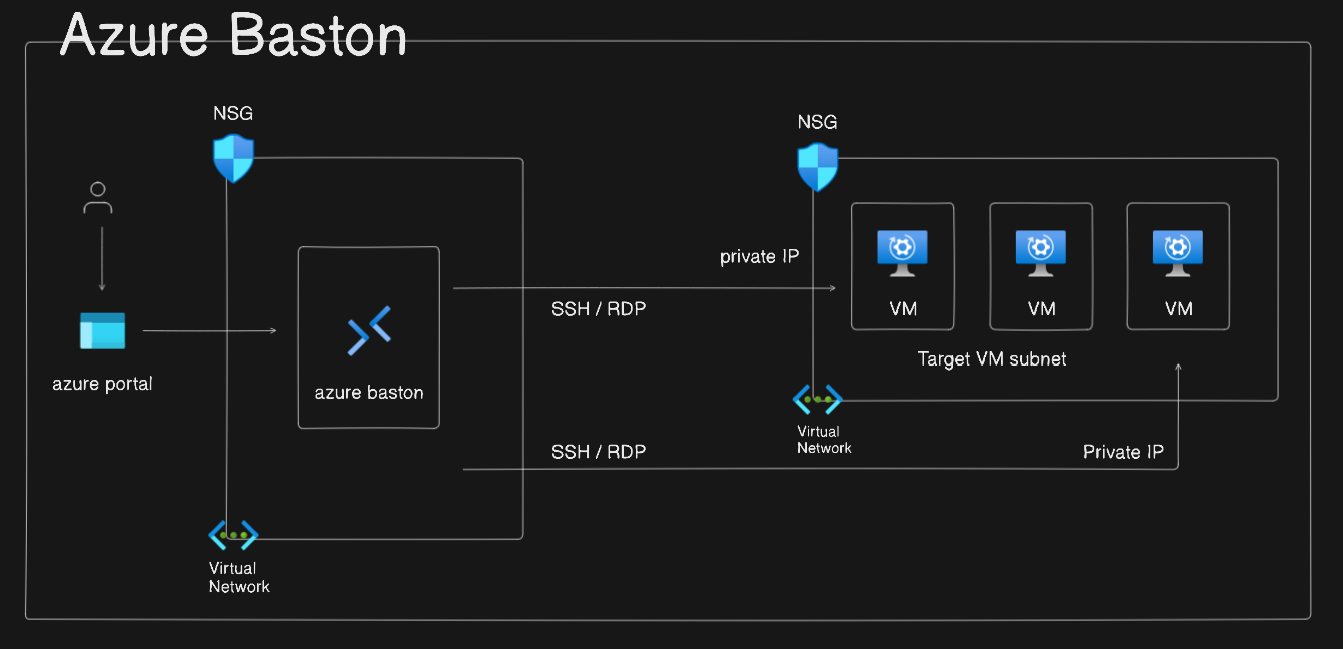 Azure Baston
NSG
NSG
private IP
SSH / RDP
VM
VM
VM
Target VM subnet
azure portal
azure baston
Virtual
Network
SSH / RDP
Private IP
Virtual
Network